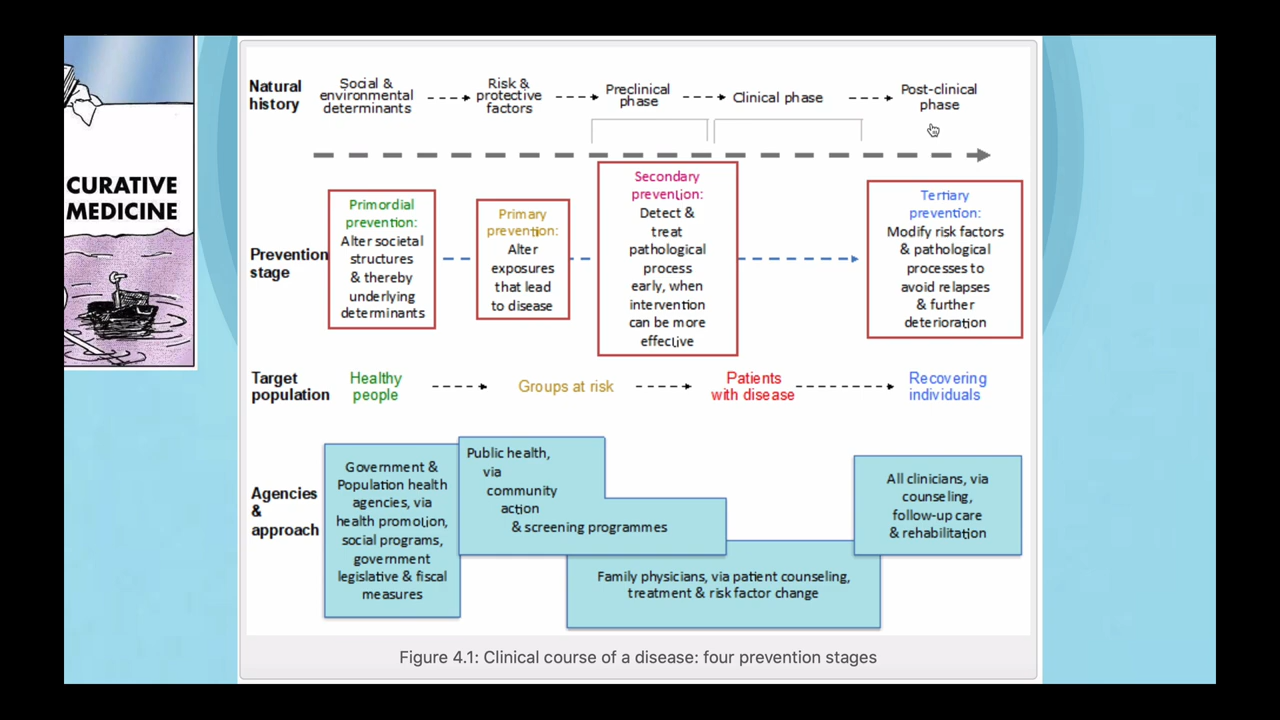 CURATIVE
MEDICINE
Natural
history
Social &
environmental
determinants
Risk &
protective
factors
Preclinical
phase
Clinical phase
Post-clinical
phase
Prevention
stage
Primordial
prevention:
Alter societal
structures
& thereby
underlying
determinants
Primary
prevention:
Alter
exposures
that lead
to disease
Secondary
prevention:
Detect &
treat
pathological
process
early, when
intervention
can be more
effective
Tertiary
prevention:
Modify risk factors
& pathological
processes to
avoid relapses
& further
deterioration
Target
population
Healthy
people
Groups at risk
Patients
with disease
Recovering
individuals
Agencies
&
approach
Government &
Population health
agencies, via
health promotion,
social programs,
government
legislative & fiscal
measures
Public health,
via
community
action
& screening programmes
Family physicians, via patient counseling,
treatment & risk factor change
All clinicians, via
counseling,
follow-up care
& rehabilitation
Figure 4.1: Clinical course of a disease: four prevention stages